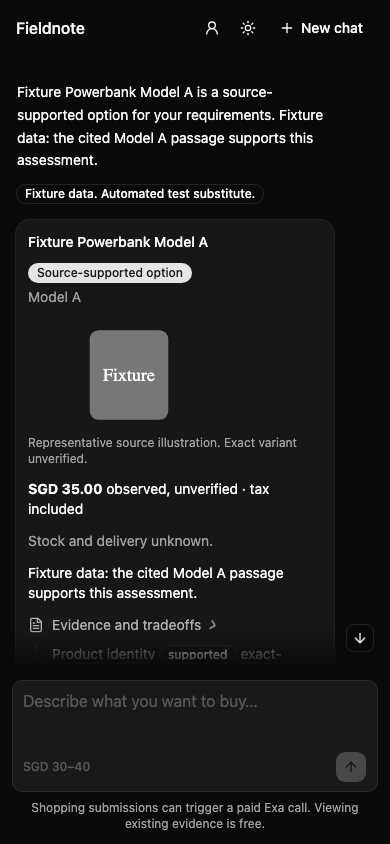 Fieldnote
+ New chat
Fixture Powerbank Model A is a source-
supported option for your requirements. Fixture
data: the cited Model A passage supports this
assessment.
Fixture data. Automated test substitute.
Fixture Powerbank Model A
Source-supported option
Model A
Fixture
Representative source illustration. Exact variant
unverified.
SGD 35.00 observed, unverified · tax
included
Stock and delivery unknown.
Fixture data: the cited Model A passage
supports this assessment.
Evidence and tradeoffs
Product identity supported exact-
Describe what you want to buy...
SGD 30–40
Shopping submissions can trigger a paid Exa call. Viewing
existing evidence is free.